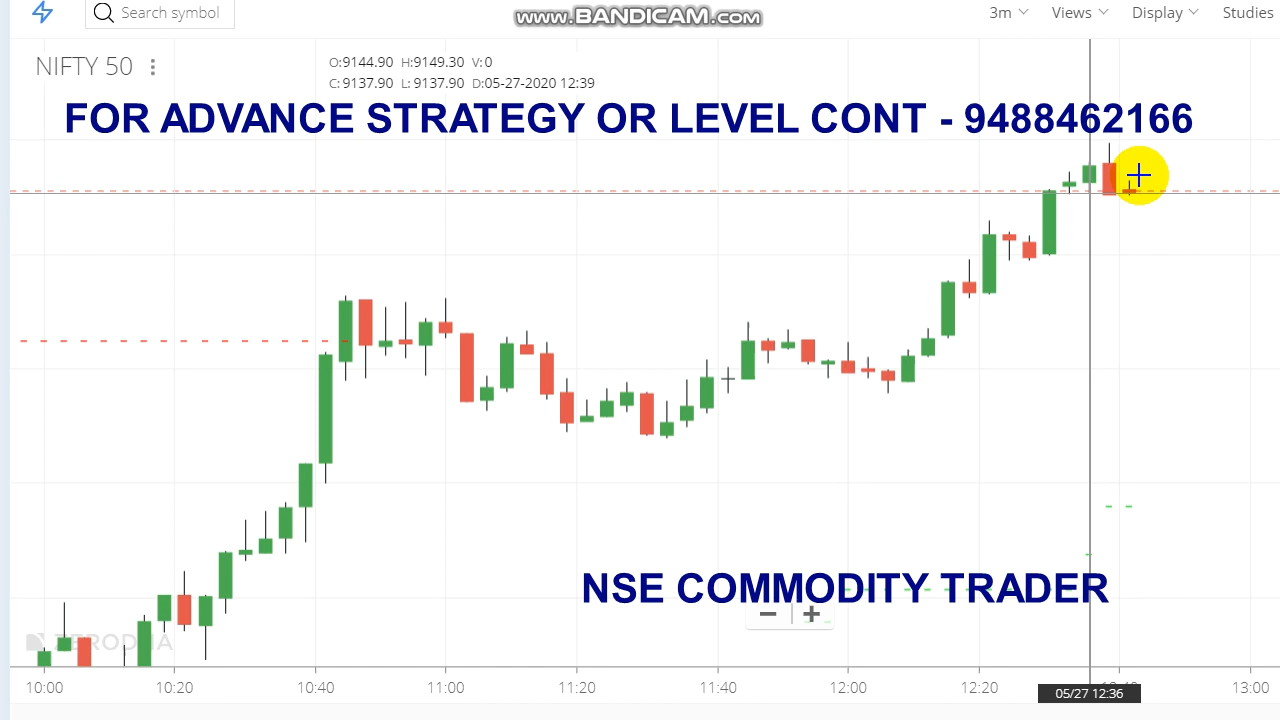 Search symbol
www.BANDICAM.com
3m Views Display Studies
NIFTY 50
O:9144.90 H:9149.30 V:0
C:9137.90 L:9137.90 D:05-27-2020 12:39
FOR ADVANCE STRATEGY OR LEVEL CONT - 9488462166
NSE COMMODITY TRADER
ZERODHA
10:00 10:20 10:40 11:00 11:20 11:40 12:00 12:20 12:40 13:00
05/27 12:36